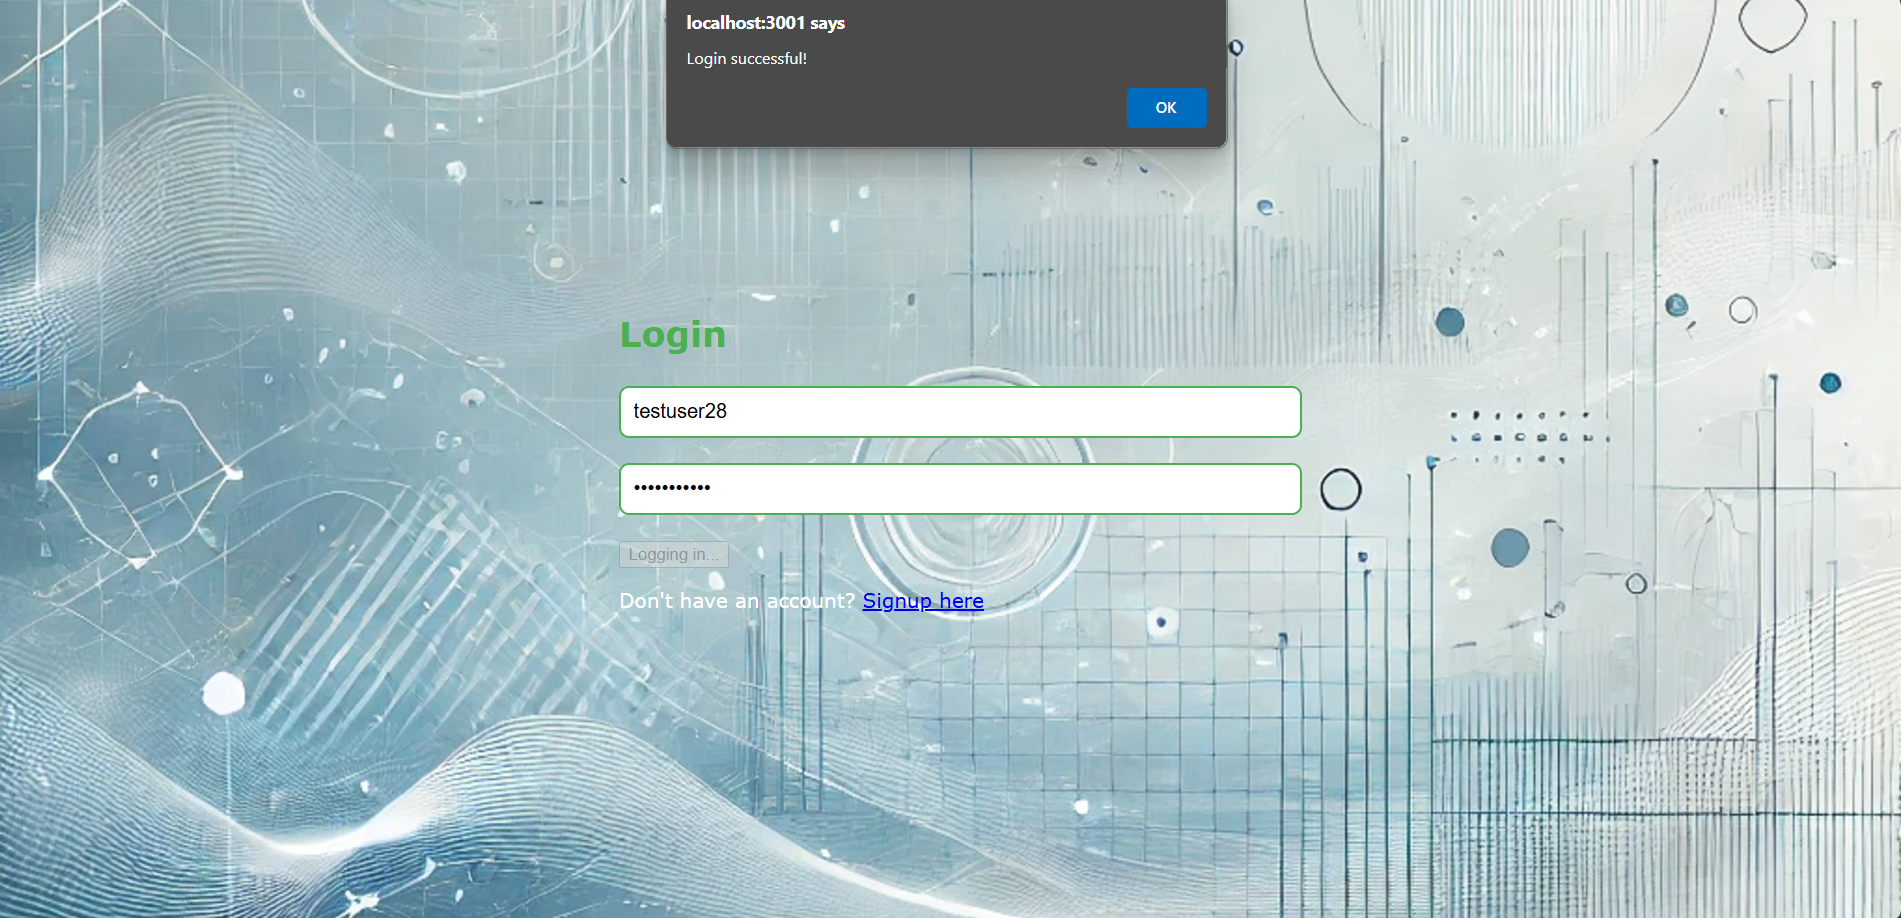 localhost:3001 says
Login successful!
OK
Login
testuser28
•••••••••••
Logging in...
Don't have an account? Signup here